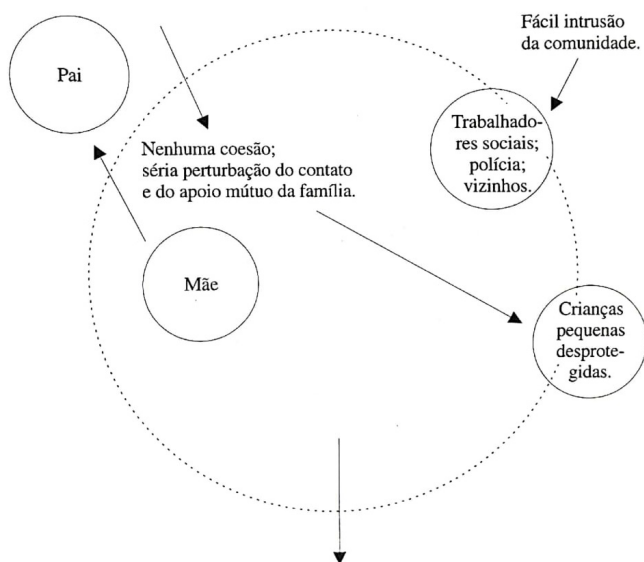 Fácil intrusão
da comunidade.
Pai
Trabalhado-
res sociais;
polícia;
vizinhos.
Nenhuma coesão;
séria perturbação do contato
e do apoio mútuo da família.
Mãe
Crianças
pequenas
desprote-
gidas.